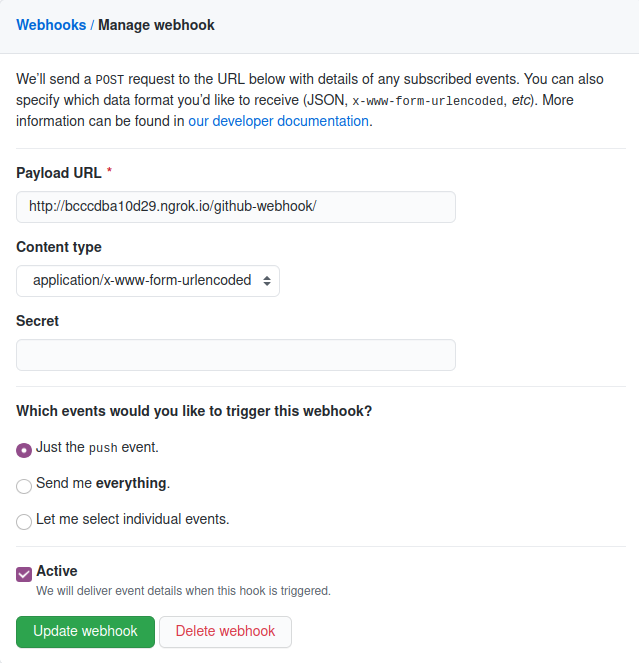 Webhooks / Manage webhook
We’ll send a POST request to the URL below with details of any subscribed events. You can also
specify which data format you’d like to receive (JSON, x-www-form-urlencoded, etc). More
information can be found in our developer documentation.
Payload URL *
http://bcccdba10d29.ngrok.io/github-webhook/
Content type
application/x-www-form-urlencoded
Secret
Which events would you like to trigger this webhook?
Just the push event.
Send me everything.
Let me select individual events.
Active
We will deliver event details when this hook is triggered.
Update webhook Delete webhook